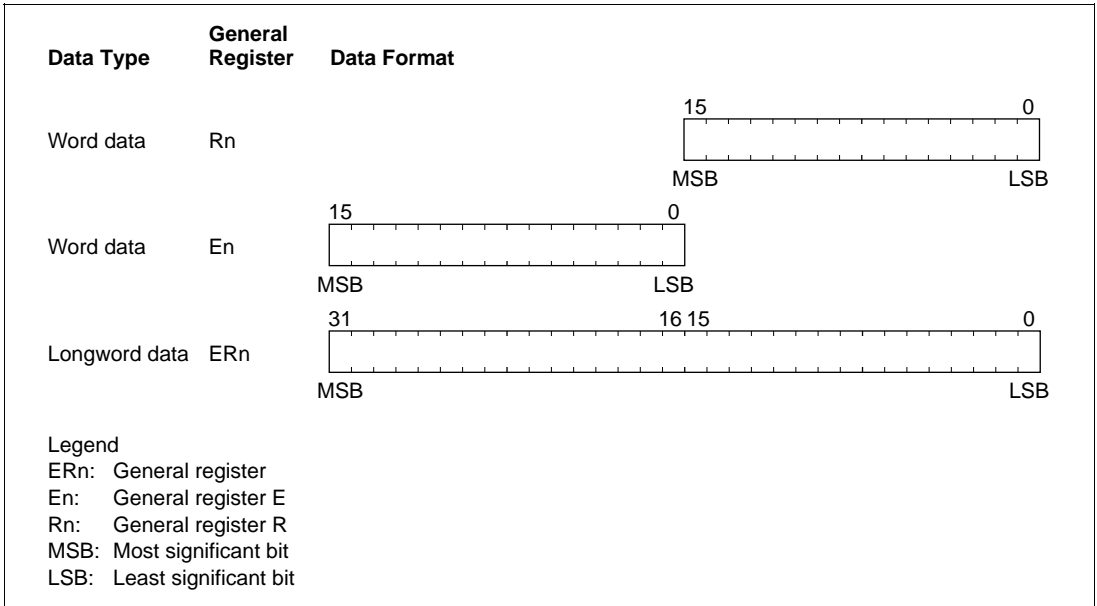 General
Data Type Register Data Format
15 0
Word data Rn
MSB LSB
15 0
Word data En
MSB LSB
31 16 15 0
Longword data ERn
MSB LSB
Legend
ERn: General register
En: General register E
Rn: General register R
MSB: Most significant bit
LSB: Least significant bit